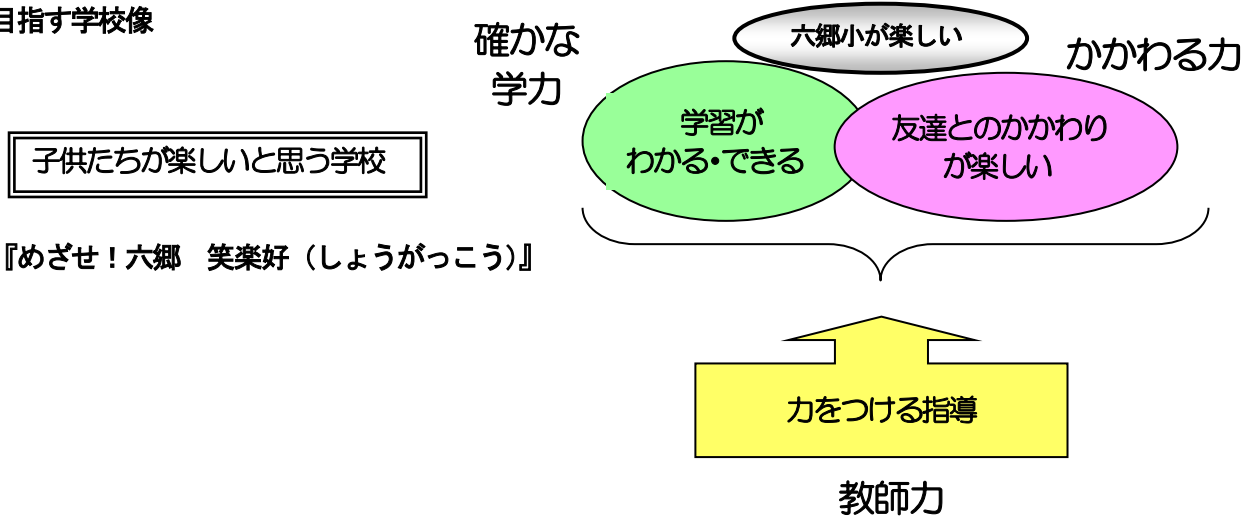 目指す学校像
子供たちが楽しいと思う学校
『めざせ！六郷　笑楽好（しょうがっこう）』
確かな
学力
六郷小が楽しい
かかわる力
学習が
わかる・できる
友達とのかかわり
が楽しい
力をつける指導
教師力